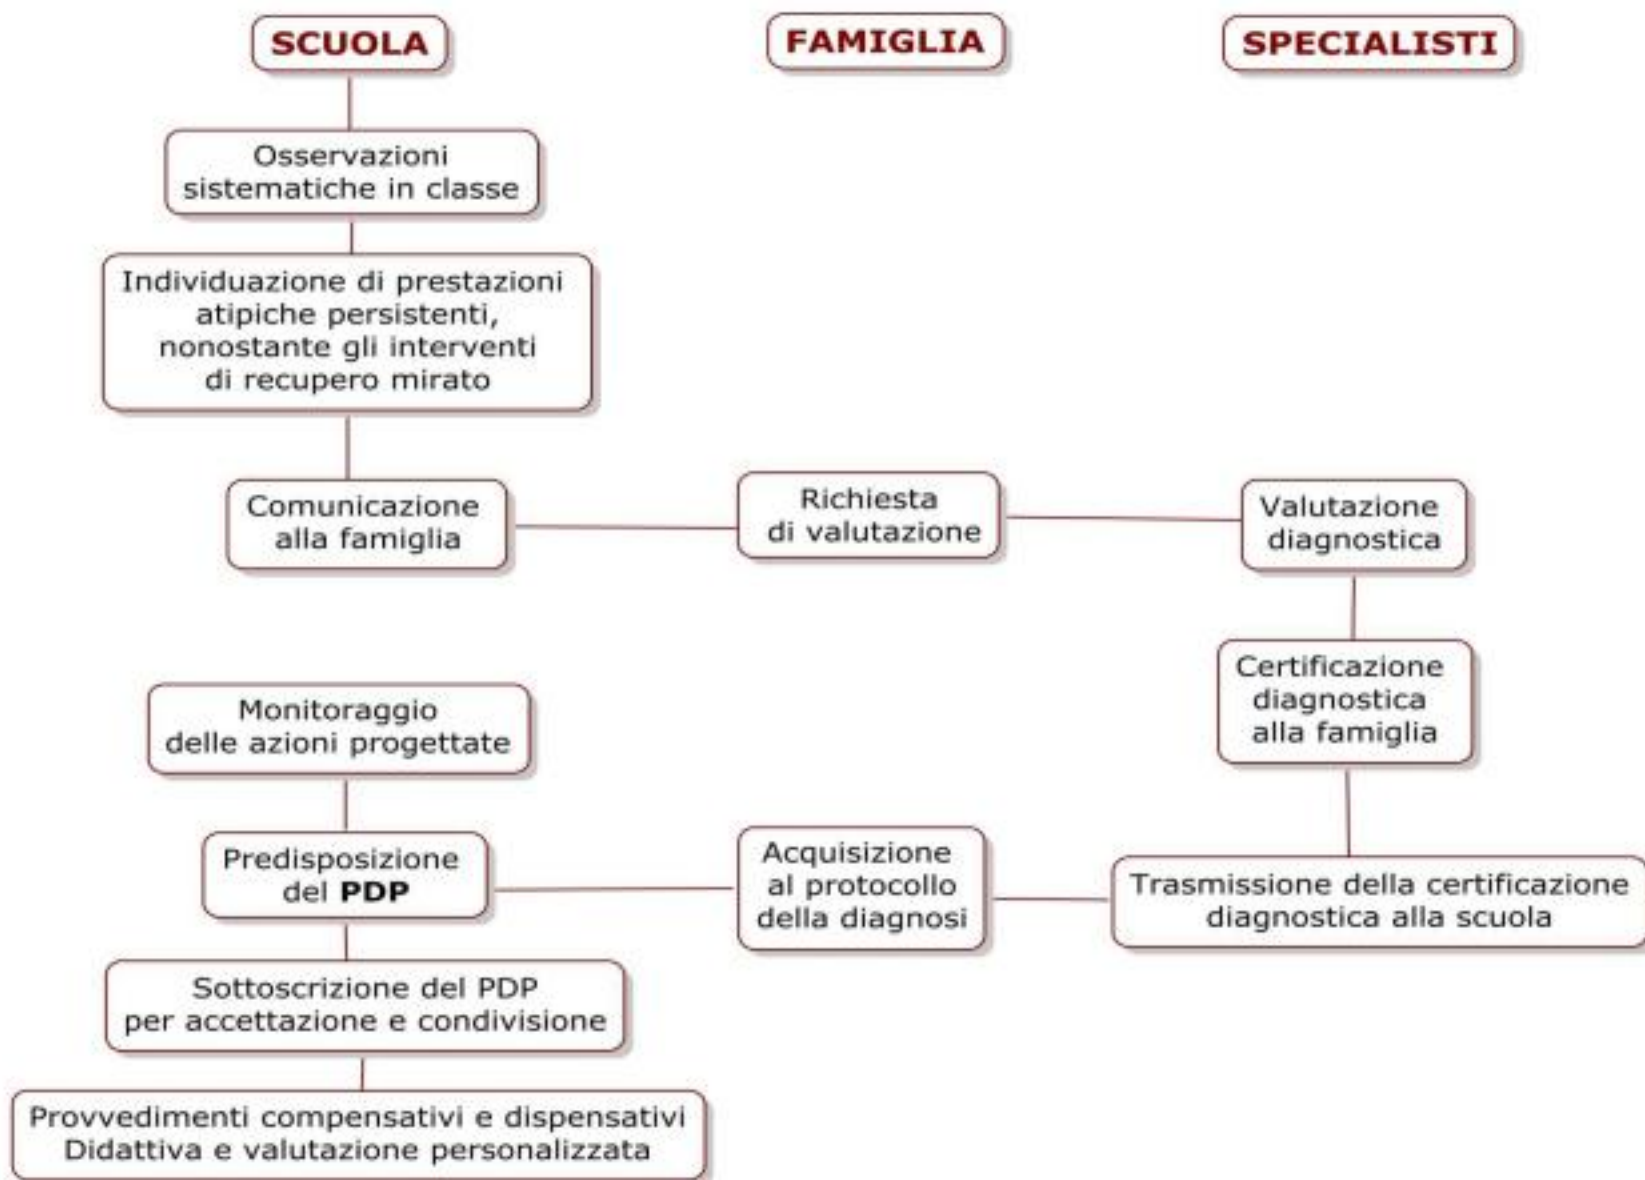 SCUOLA
FAMIGLIA
SPECIALISTI
Osservazioni
sistematiche in classe
Individuazione di prestazioni
atipiche persistenti,
nonostante gli interventi
di recupero mirato
Comunicazione
alla famiglia
Richiesta
di valutazione
Valutazione
diagnostica
Certificazione
diagnostica
alla famiglia
Monitoraggio
delle azioni progettate
Predisposizione
del PDP
Acquisizione
al protocollo
della diagnosi
Trasmissione della certificazione
diagnostica alla scuola
Sottoscrizione del PDP
per accettazione e condivisione
Provvedimenti compensativi e dispensativi
Didattiva e valutazione personalizzata